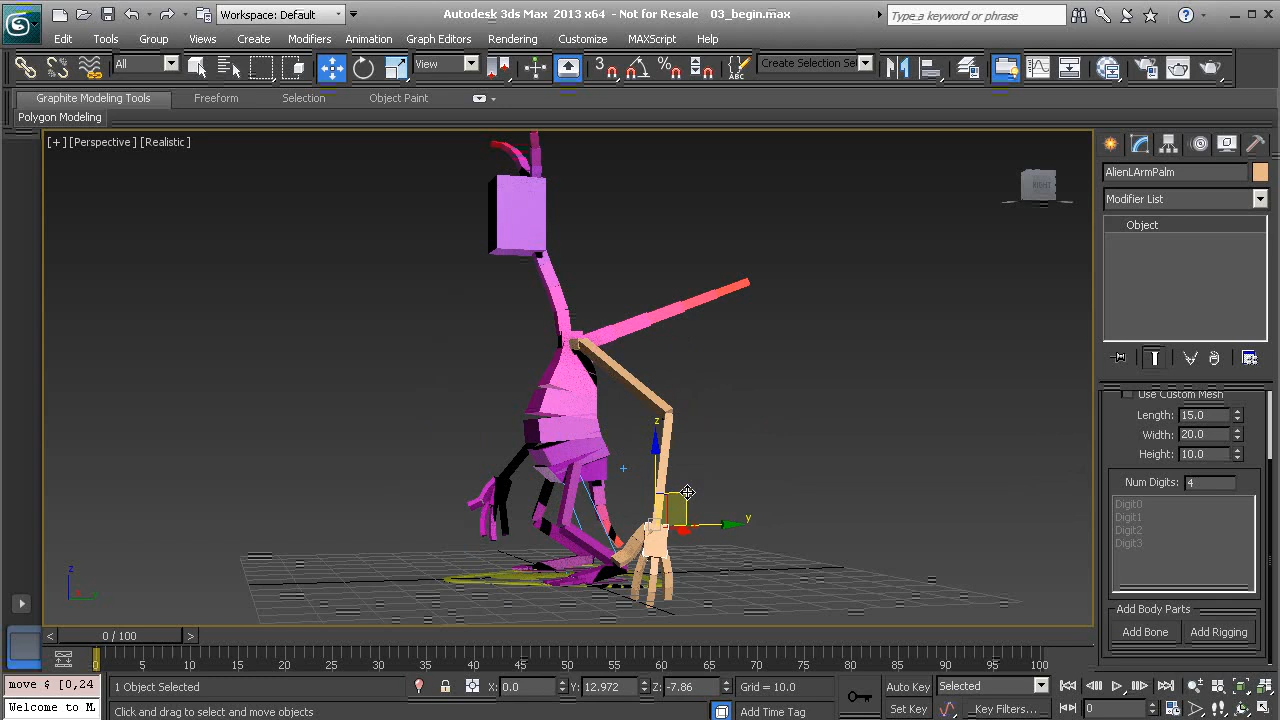 Workspace: Default
Autodesk 3ds Max 2013 x64 - Not for Resale 03_begin.max
Type a keyword or phrase
File Edit Tools Group Views Create Modifiers Animation Graph Editors Rendering Customize MAXScript Help
All
View
3
Create Selection Se
Graphite Modeling Tools Freeform Selection Object Paint
Polygon Modeling
[+] [Perspective ] [Realistic ]
RIGHT
AlienLArmPalm
Modifier List
Object
Use Custom Mesh
Length: 15.0
Width: 20.0
Height: 10.0
Num Digits: 4
Digit0
Digit1
Digit2
Digit3
Add Body Parts
Add Bone Add Rigging
z
y
z
< 0 / 100 >
0 5 10 15 20 25 30 35 40 45 50 55 60 65 70 75 80 85 90 95 100
move $ [0,24
1 Object Selected
X: 0.0 Y: 12.972 Z: -7.86
Grid = 10.0
Auto Key Selected
Welcome to M
Click and drag to select and move objects
Add Time Tag
Set Key Key Filters... 0